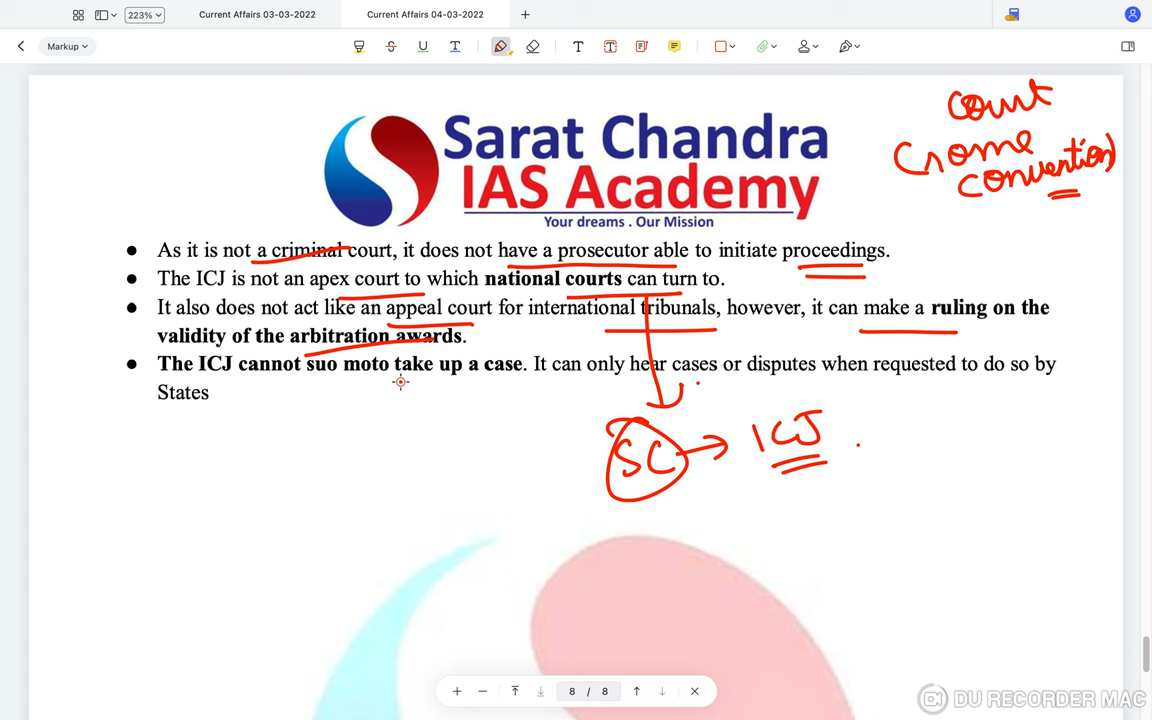 223%
Current Affairs 03-03-2022
Current Affairs 04-03-2022
Markup
Sarat Chandra
IAS Academy
Your dreams . Our Mission
court
(rome
convention)
● As it is not a criminal court, it does not have a prosecutor able to initiate proceedings.
● The ICJ is not an apex court to which national courts can turn to.
● It also does not act like an appeal court for international tribunals, however, it can make a ruling on the
validity of the arbitration awards.
● The ICJ cannot suo moto take up a case. It can only hear cases or disputes when requested to do so by
States
SC → ICJ
8 / 8
DU RECORDER MAC